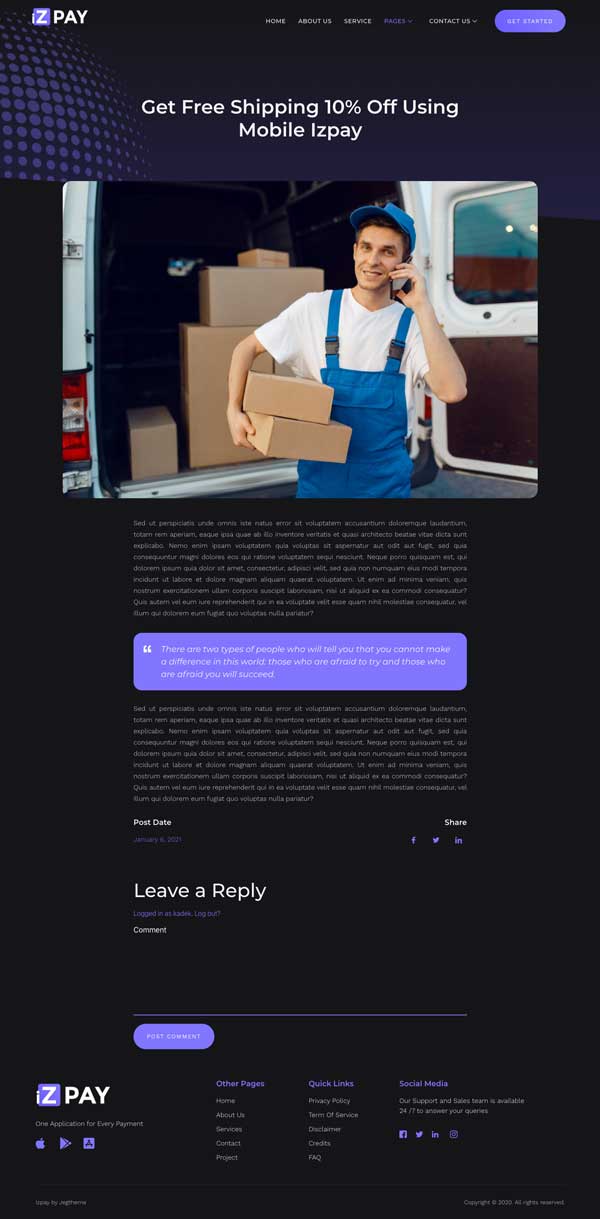 iZ PAY
HOME ABOUT US SERVICE PAGES CONTACT US GET STARTED
Get Free Shipping 10% Off Using
Mobile Izpay
Sed ut perspiciatis unde omnis iste natus error sit voluptatem accusantium doloremque laudantium,
totam rem aperiam, eaque ipsa quae ab illo inventore veritatis et quasi architecto beatae vitae dicta sunt
explicabo. Nemo enim ipsam voluptatem quia voluptas sit aspernatur aut odit aut fugit, sed quia
consequuntur magni dolores eos qui ratione voluptatem sequi nesciunt. Neque porro quisquam est, qui
dolorem ipsum quia dolor sit amet, consectetur, adipisci velit, sed quia non numquam eius modi tempora
incidunt ut labore et dolore magnam aliquam quaerat voluptatem. Ut enim ad minima veniam, quis
nostrum exercitationem ullam corporis suscipit laboriosam, nisi ut aliquid ex ea commodi consequatur?
Quis autem vel eum iure reprehenderit qui in ea voluptate velit esse quam nihil molestiae consequatur, vel
illum qui dolorem eum fugiat quo voluptas nulla pariatur?
“ There are two types of people who will tell you that you cannot make
a difference in this world: those who are afraid to try and those who
are afraid you will succeed.
Sed ut perspiciatis unde omnis iste natus error sit voluptatem accusantium doloremque laudantium,
totam rem aperiam, eaque ipsa quae ab illo inventore veritatis et quasi architecto beatae vitae dicta sunt
explicabo. Nemo enim ipsam voluptatem quia voluptas sit aspernatur aut odit aut fugit, sed quia
consequuntur magni dolores eos qui ratione voluptatem sequi nesciunt. Neque porro quisquam est, qui
dolorem ipsum quia dolor sit amet, consectetur, adipisci velit, sed quia non numquam eius modi tempora
incidunt ut labore et dolore magnam aliquam quaerat voluptatem. Ut enim ad minima veniam, quis
nostrum exercitationem ullam corporis suscipit laboriosam, nisi ut aliquid ex ea commodi consequatur?
Quis autem vel eum iure reprehenderit qui in ea voluptate velit esse quam nihil molestiae consequatur, vel
illum qui dolorem eum fugiat quo voluptas nulla pariatur?
Post Date Share
January 6, 2021
Leave a Reply
Logged in as kadek. Log out?
Comment
POST COMMENT
iZ PAY
One Application for Every Payment
Other Pages
Home
About Us
Services
Contact
Project
Quick Links
Privacy Policy
Term Of Service
Disclaimer
Credits
FAQ
Social Media
Our Support and Sales team is available
24 /7 to answer your queries
Izpay by Jegtheme
Copyright © 2020. All rights reserved.